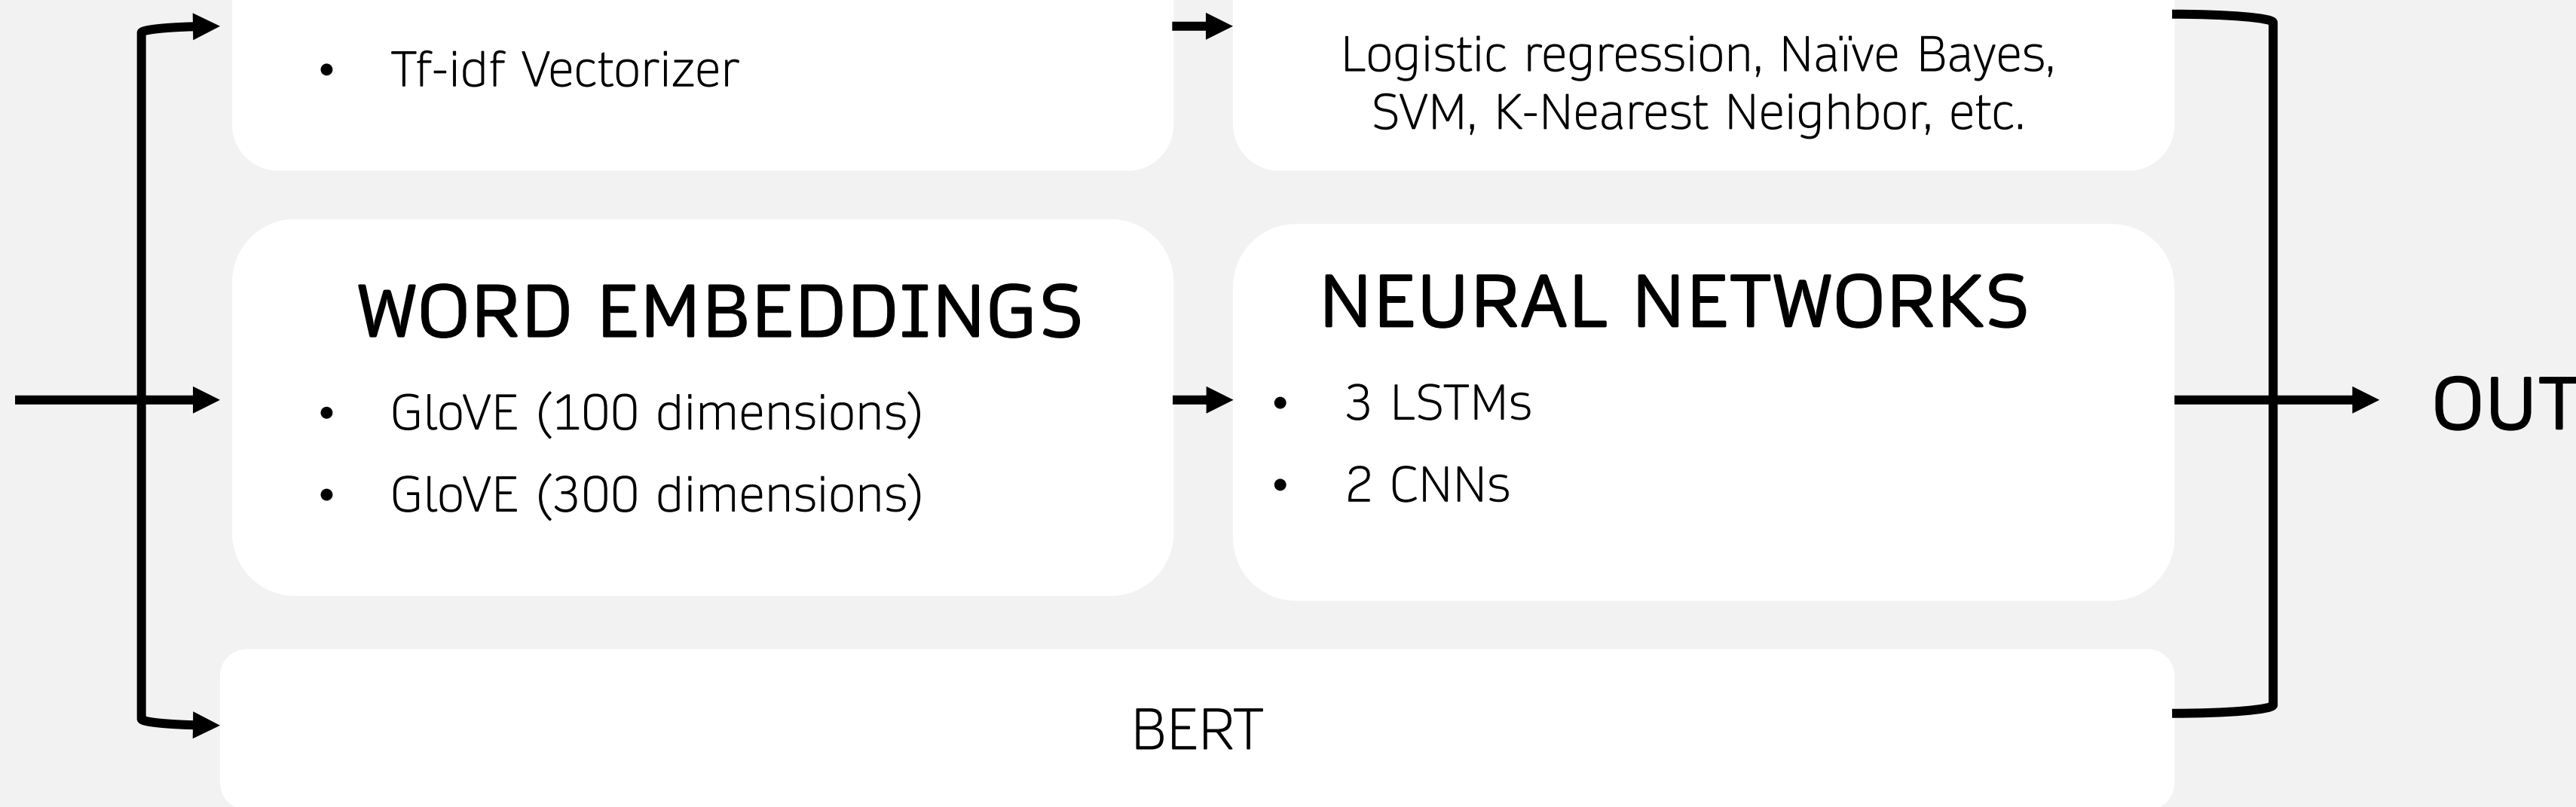 • Tf-idf Vectorizer
Logistic regression, Naïve Bayes,
SVM, K-Nearest Neighbor, etc.
WORD EMBEDDINGS
• GloVE (100 dimensions)
• GloVE (300 dimensions)
NEURAL NETWORKS
• 3 LSTMs
• 2 CNNs
OUT
BERT